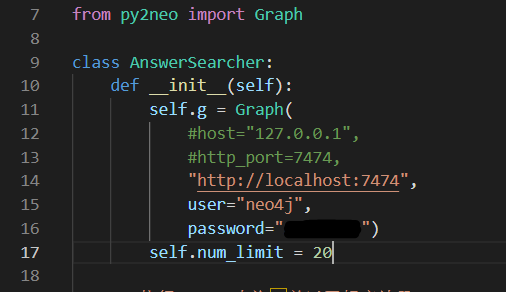 7 from py2neo import Graph
8
9 class AnswerSearcher:
10 def __init__(self):
11 self.g = Graph(
12 #host="127.0.0.1",
13 #http_port=7474,
14 "http://localhost:7474",
15 user="neo4j",
16 password="")
17 self.num_limit = 20
18